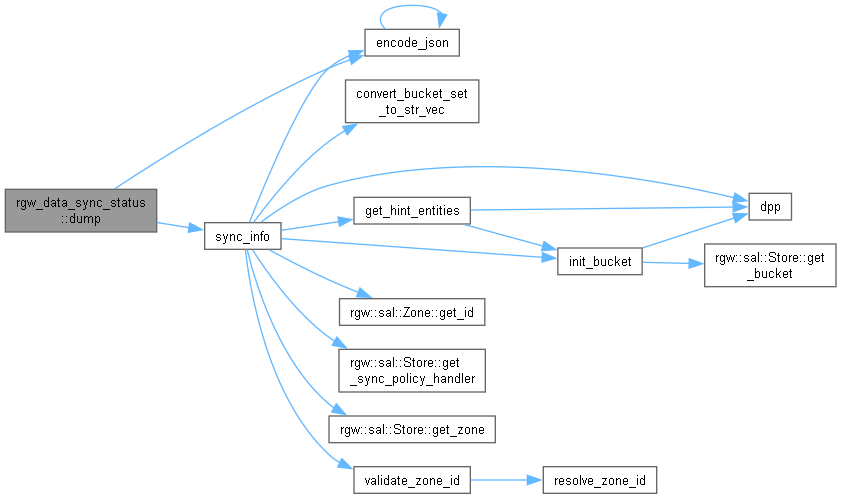 encode_json
convert_bucket_set
_to_str_vec
rgw_data_sync_status
::dump
get_hint_entities
dpp
sync_info
init_bucket
rgw::sal::Store::get
_bucket
rgw::sal::Zone::get_id
rgw::sal::Store::get
_sync_policy_handler
rgw::sal::Store::get_zone
validate_zone_id
resolve_zone_id